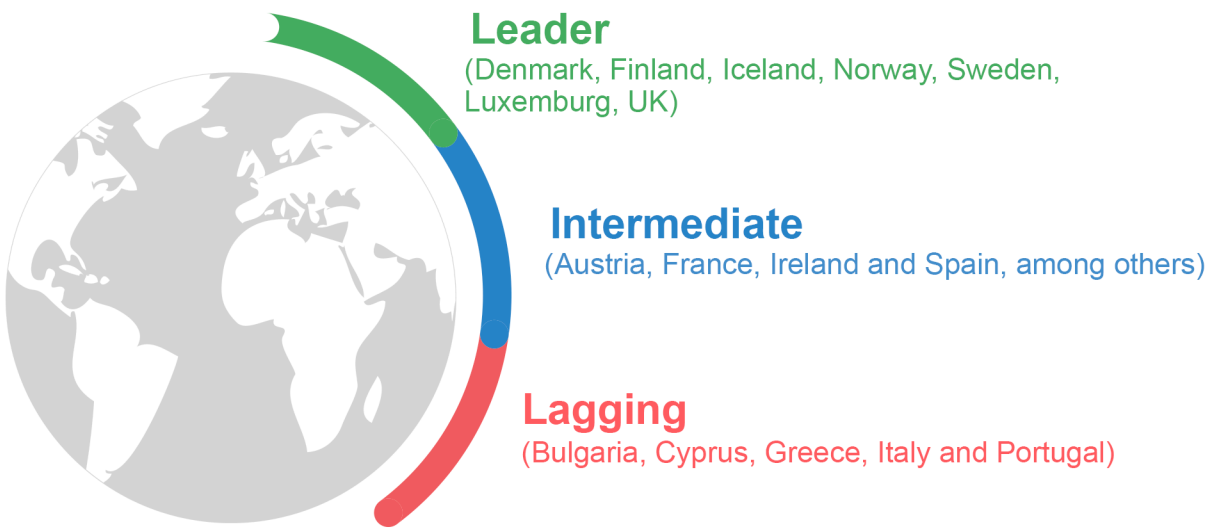 Leader
(Denmark, Finland, Iceland, Norway, Sweden,
Luxemburg, UK)
Intermediate
(Austria, France, Ireland and Spain, among others)
Lagging
(Bulgaria, Cyprus, Greece, Italy and Portugal)